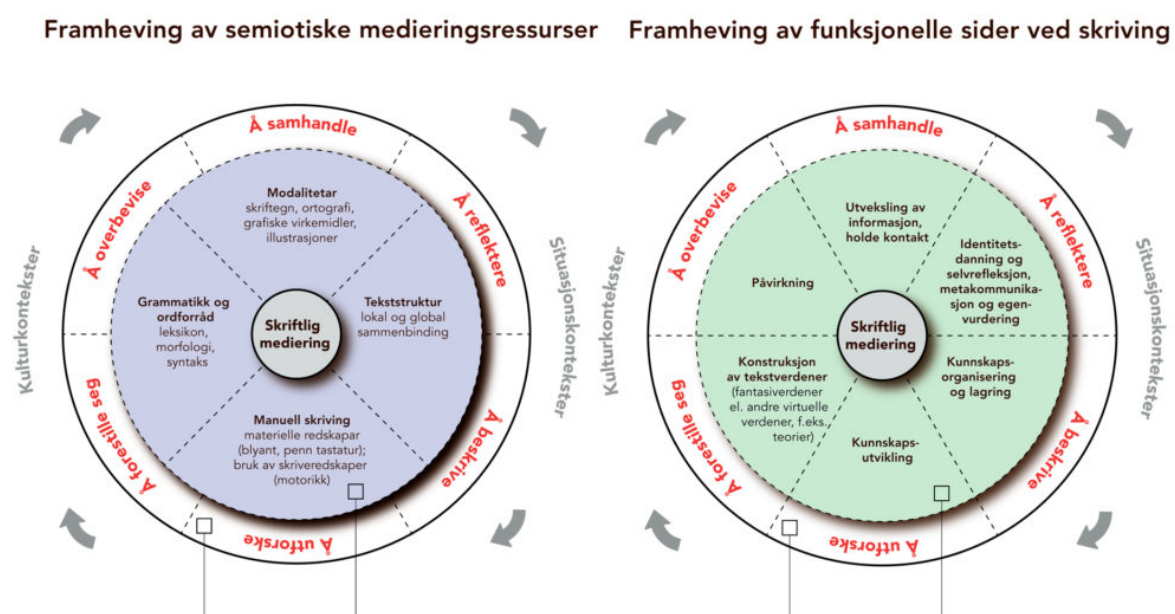 Framheving av semiotiske medieringsressurser
Å samhandle
Å reflektere
Å beskrive
Å utforske
Å forestille seg
Å overbevise
Kulturkontekster
Situasjonskontekster
Modalitetar
skriftegn, ortografi,
grafiske virkemidler,
illustrasjoner
Grammatikk og
ordforråd
leksikon,
morfologi,
syntaks
Skriftlig
mediering
Tekststruktur
lokal og global
sammenbinding
Manuell skriving
materielle redskapar
(blyant, penn tastatur);
bruk av skriveredskaper
(motorikk)
Framheving av funksjonelle sider ved skriving
Å samhandle
Å reflektere
Å beskrive
Å utforske
Å forestille seg
Å overbevise
Kulturkontekster
Situasjonskontekster
Utveksling av
informasjon,
holde kontakt
Identitets-
danning og
selvrefleksjon,
metakommunika-
sjon og egen-
vurdering
Påvirkning
Skriftlig
mediering
Konstruksjon
av tekstverdener
(fantasiverdener
el. andre virtuelle
verdener, f.eks.
teorier)
Kunnskaps-
organisering
og lagring
Kunnskaps-
utvikling